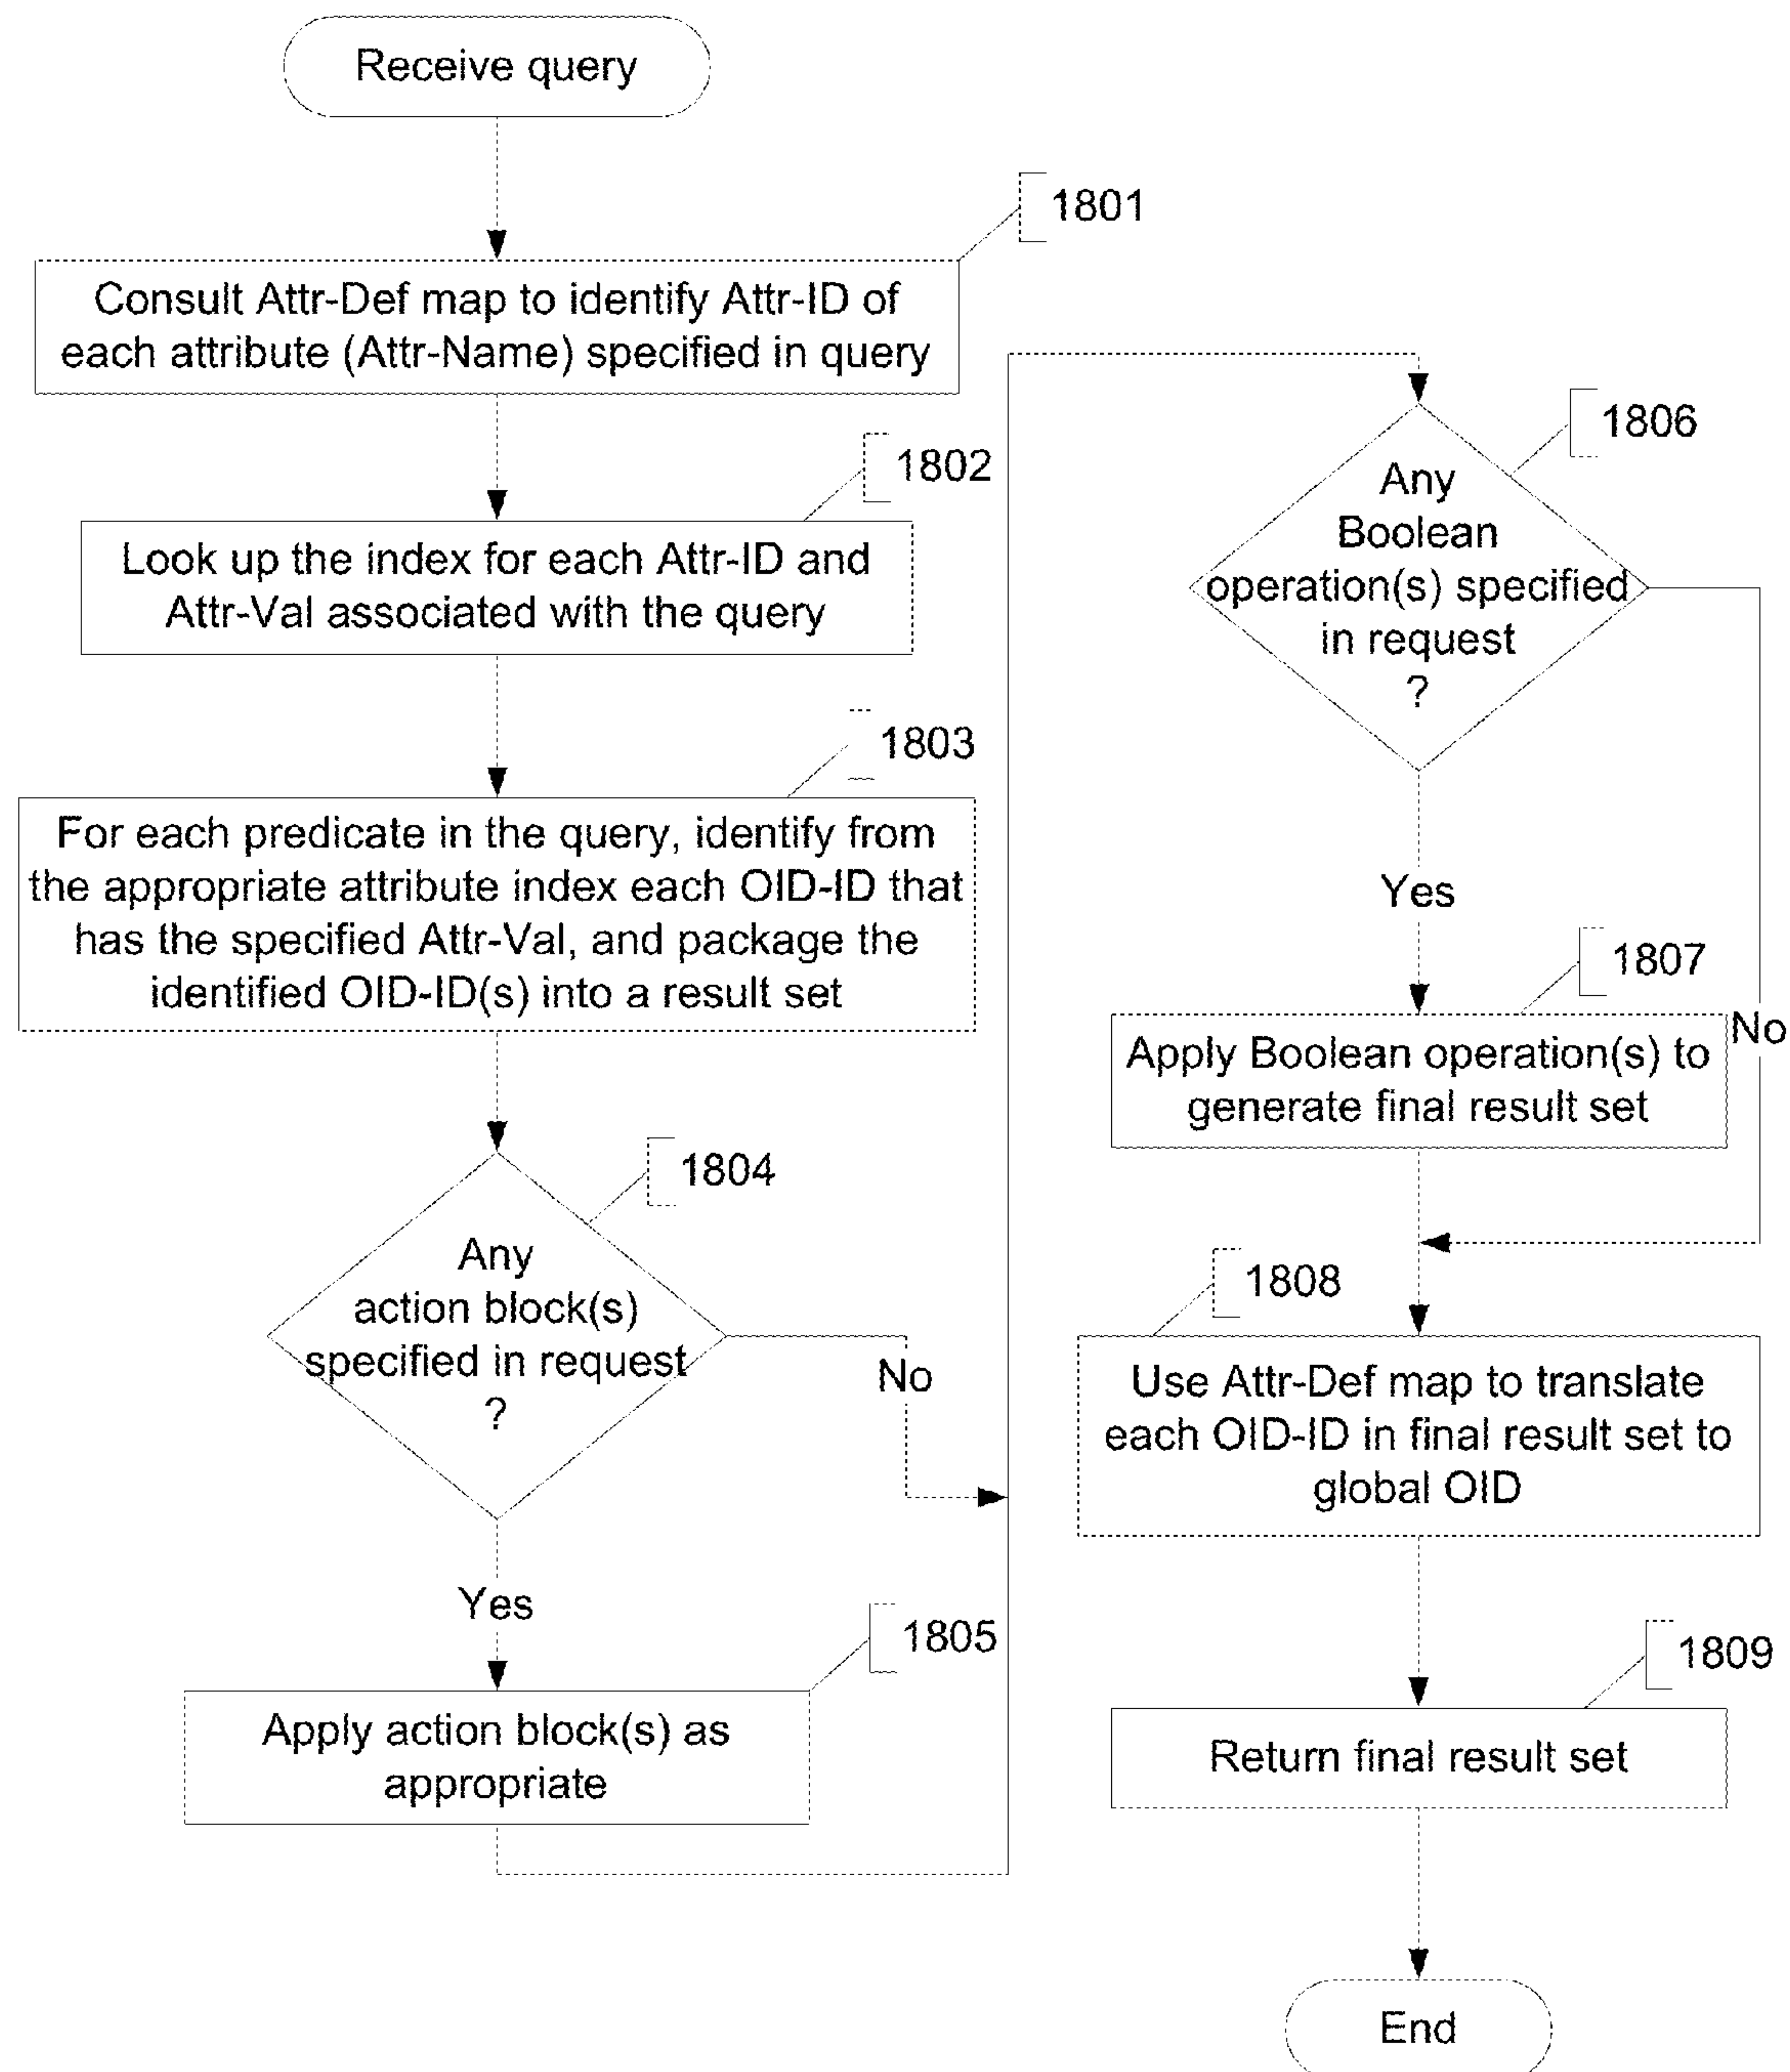 Receive query
1801
Consult Attr-Def map to identify Attr-ID of
each attribute (Attr-Name) specified in query
1802
Look up the index for each Attr-ID and
Attr-Val associated with the query
1803
For each predicate in the query, identify from
the appropriate attribute index each OID-ID that
has the specified Attr-Val, and package the
identified OID-ID(s) into a result set
1804
Any
action block(s)
specified in request
?
No
Yes
1805
Apply action block(s) as
appropriate
1806
Any
Boolean
operation(s) specified
in request
?
Yes
No
1807
Apply Boolean operation(s) to
generate final result set
1808
Use Attr-Def map to translate
each OID-ID in final result set to
global OID
1809
Return final result set
End